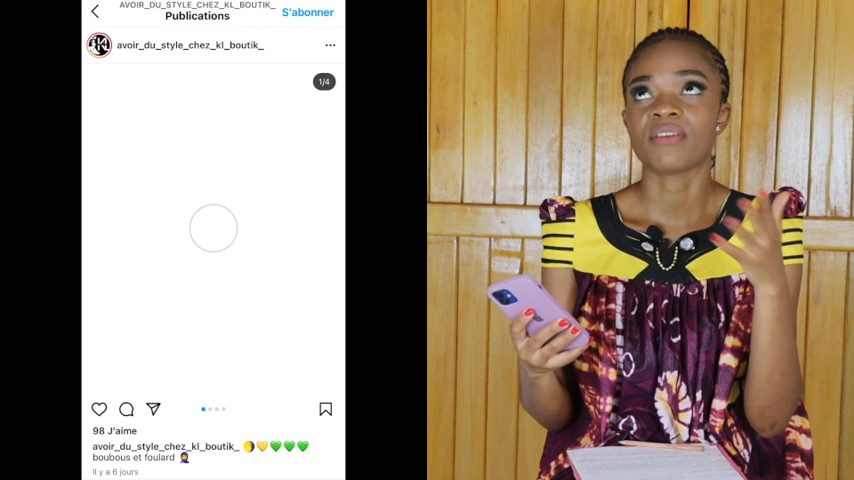 AVOIR_DU_STYLE_CHEZ_KL_BOUTIK_
Publications
S'abonner
avoir_du_style_chez_kl_boutik_
1/4
98 J'aime
avoir_du_style_chez_kl_boutik_ 🌖💛💚💚💚
boubous et foulard 🧕
Il y a 6 jours